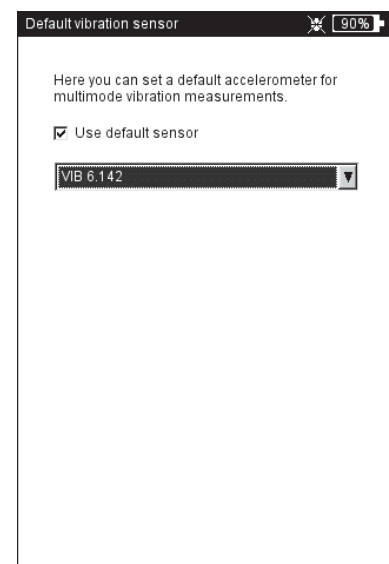 Default vibration sensor 90%
Here you can set a default accelerometer for
multimode vibration measurements.
Use default sensor
VIB 6.142